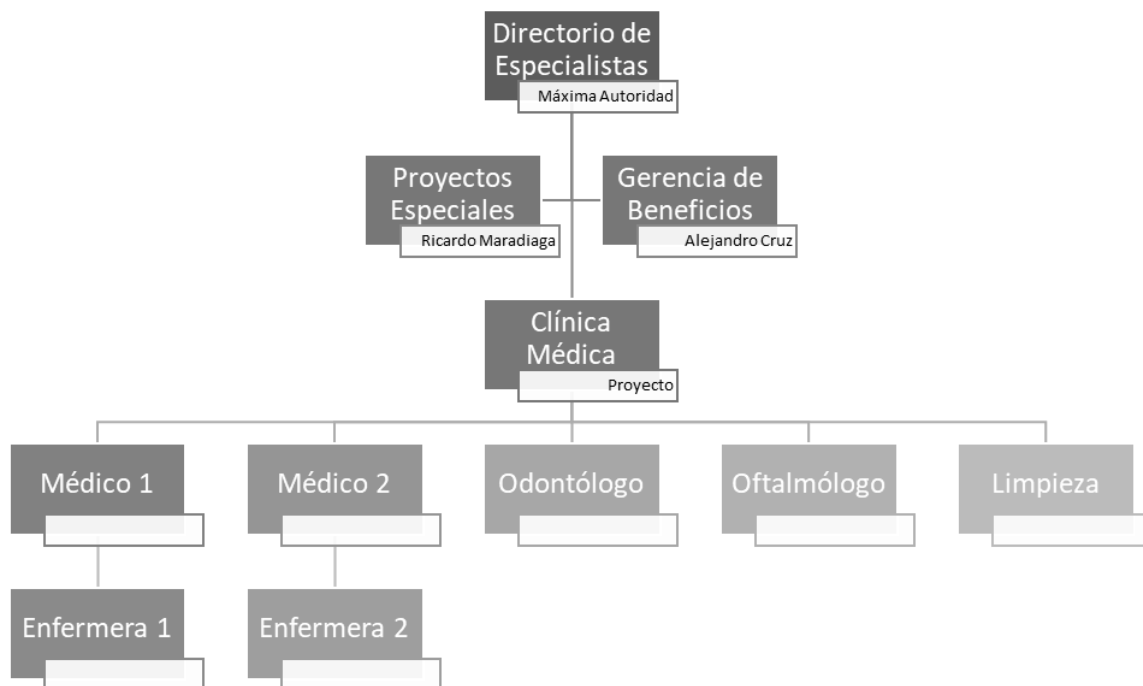 Directorio de
Especialistas
Máxima Autoridad
Proyectos
Especiales
Ricardo Maradiaga
Gerencia de
Beneficios
Alejandro Cruz
Clínica
Médica
Proyecto
Médico 1
Médico 2
Odontólogo
Oftalmólogo
Limpieza
Enfermera 1
Enfermera 2